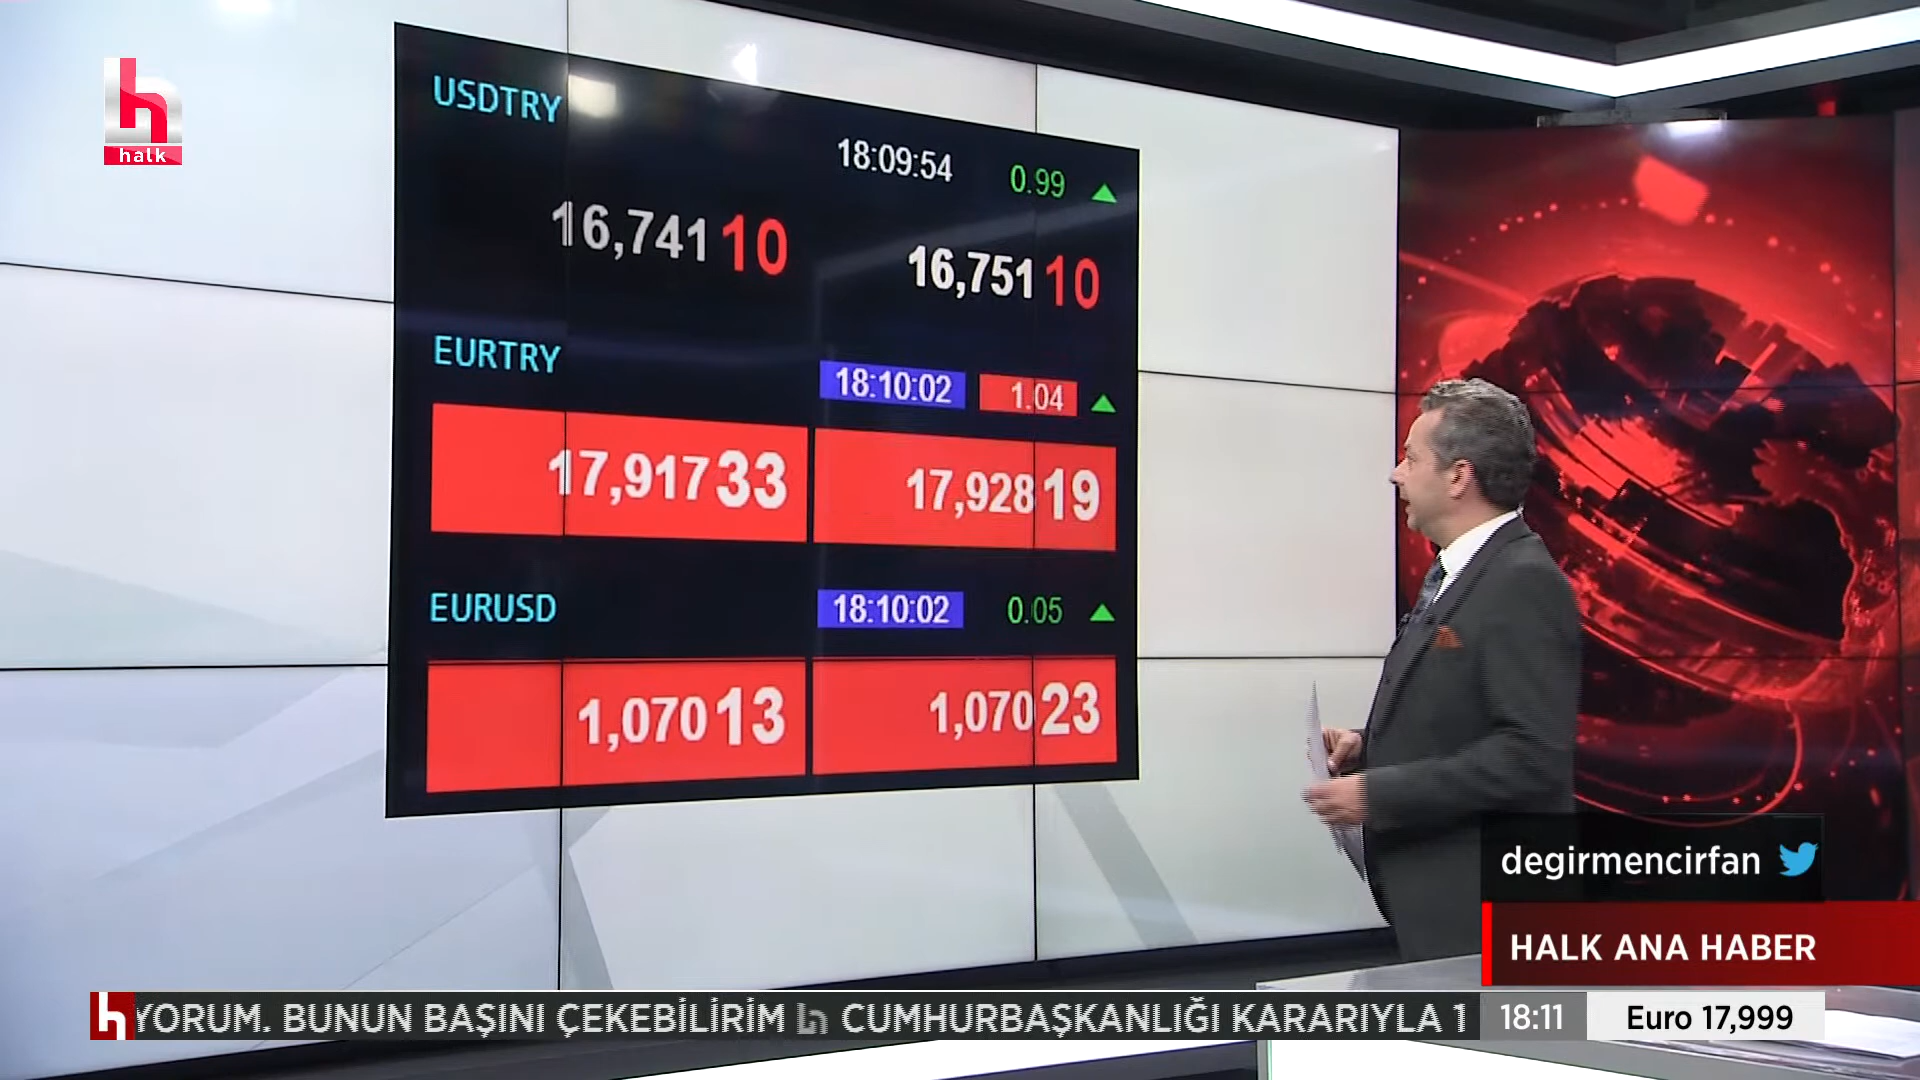 h
halk
USDTRY
18:09:54 0.99
16,741 10 16,751 10
EURTRY
18:10:02 1.04
17,917 33 17,928 19
EURUSD
18:10:02 0.05
1,070 13 1,070 23
degirmencirfan
HALK ANA HABER
h YORUM. BUNUN BAŞINI ÇEKEBİLİRİM h CUMHURBAŞKANLIĞI KARARIYLA 1 18:11 Euro 17,999